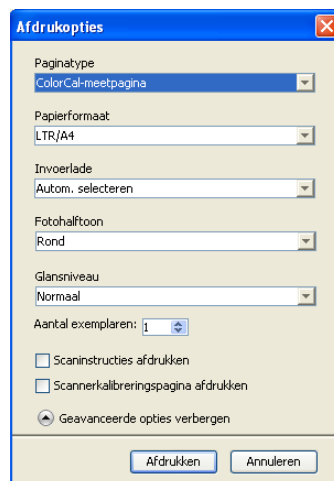 Afdrukopties
Paginatype
ColorCal-meetpagina
Papierformaat
LTR/A4
Invoerlade
Autom. selecteren
Fotohalftoon
Rond
Glansniveau
Normaal
Aantal exemplaren: 1
Scaninstructies afdrukken
Scannerkalibreringspagina afdrukken
Geavanceerde opties verbergen
Afdrukken Annuleren